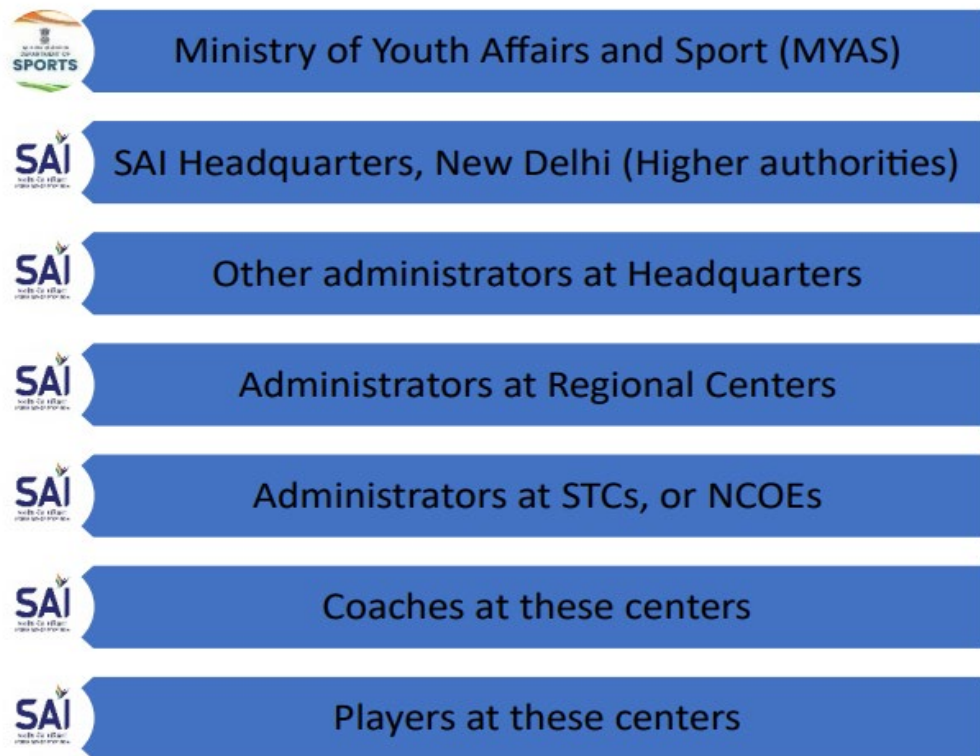 DEPARTMENT OF
SPORTS
Ministry of Youth Affairs and Sport (MYAS)
SAI
SAI Headquarters, New Delhi (Higher authorities)
SAI
Other administrators at Headquarters
SAI
Administrators at Regional Centers
SAI
Administrators at STCs, or NCOEs
SAI
Coaches at these centers
SAI
Players at these centers